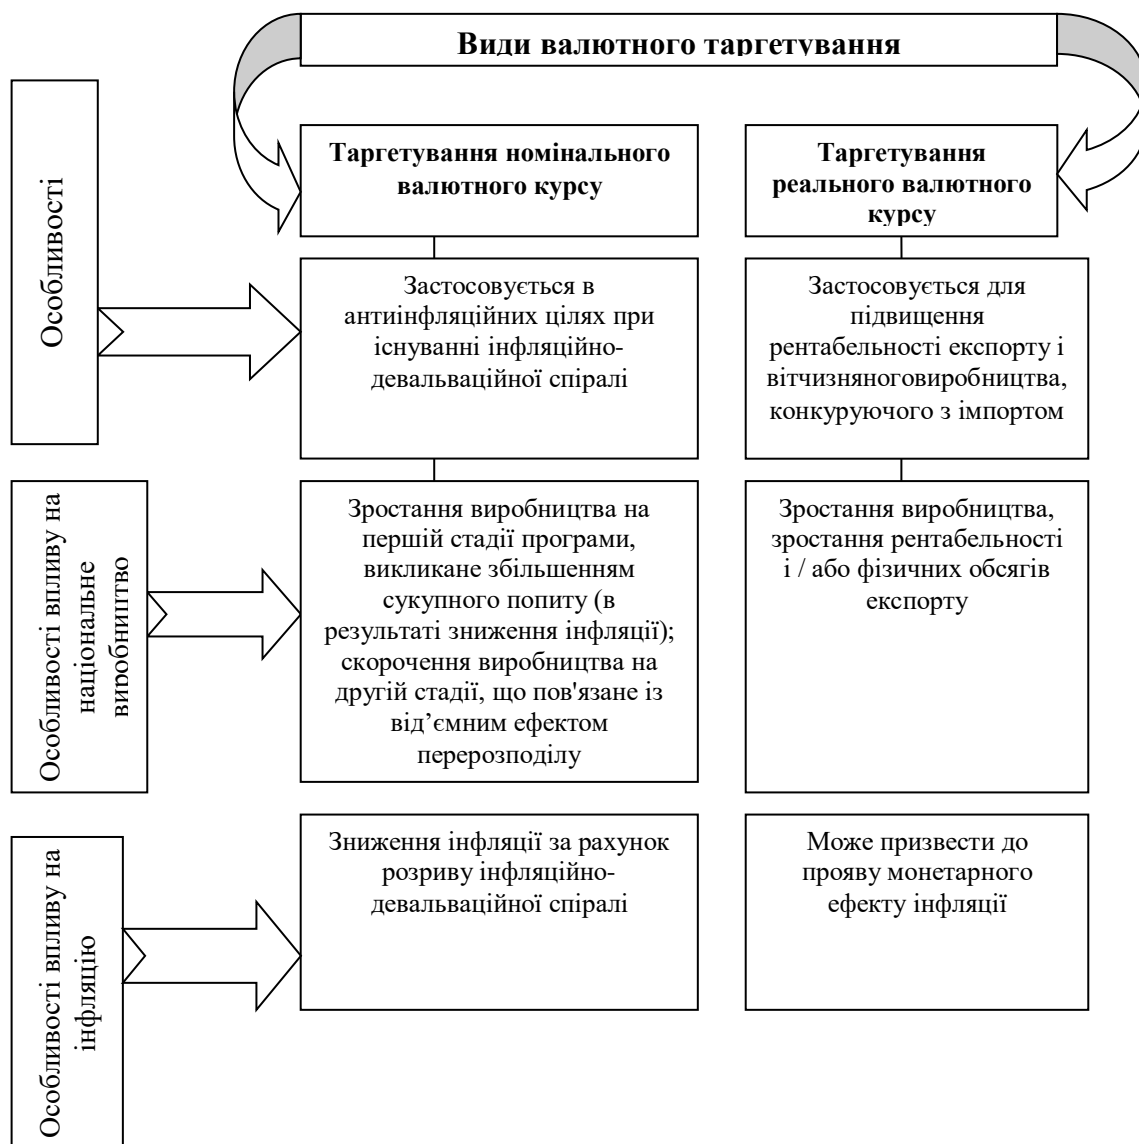 Види валютного таргетування
Таргетування номінального
валютного курсу
Таргетування
реального валютного
курсу
Особливості
Застосовується в
антиінфляційних цілях при
існуванні інфляційно-
девальваційної спіралі
Застосовується для
підвищення
рентабельності експорту і
вітчизняноговиробництва,
конкуруючого з імпортом
Особливості впливу на
національне
виробництво
Зростання виробництва на
першій стадії програми,
викликане збільшенням
сукупного попиту (в
результаті зниження інфляції);
скорочення виробництва на
другій стадії, що пов'язане із
від’ємним ефектом
перерозподілу
Зростання виробництва,
зростання рентабельності
і / або фізичних обсягів
експорту
Особливості впливу на
інфляцію
Зниження інфляції за рахунок
розриву інфляційно-
девальваційної спіралі
Може призвести до
прояву монетарного
ефекту інфляції